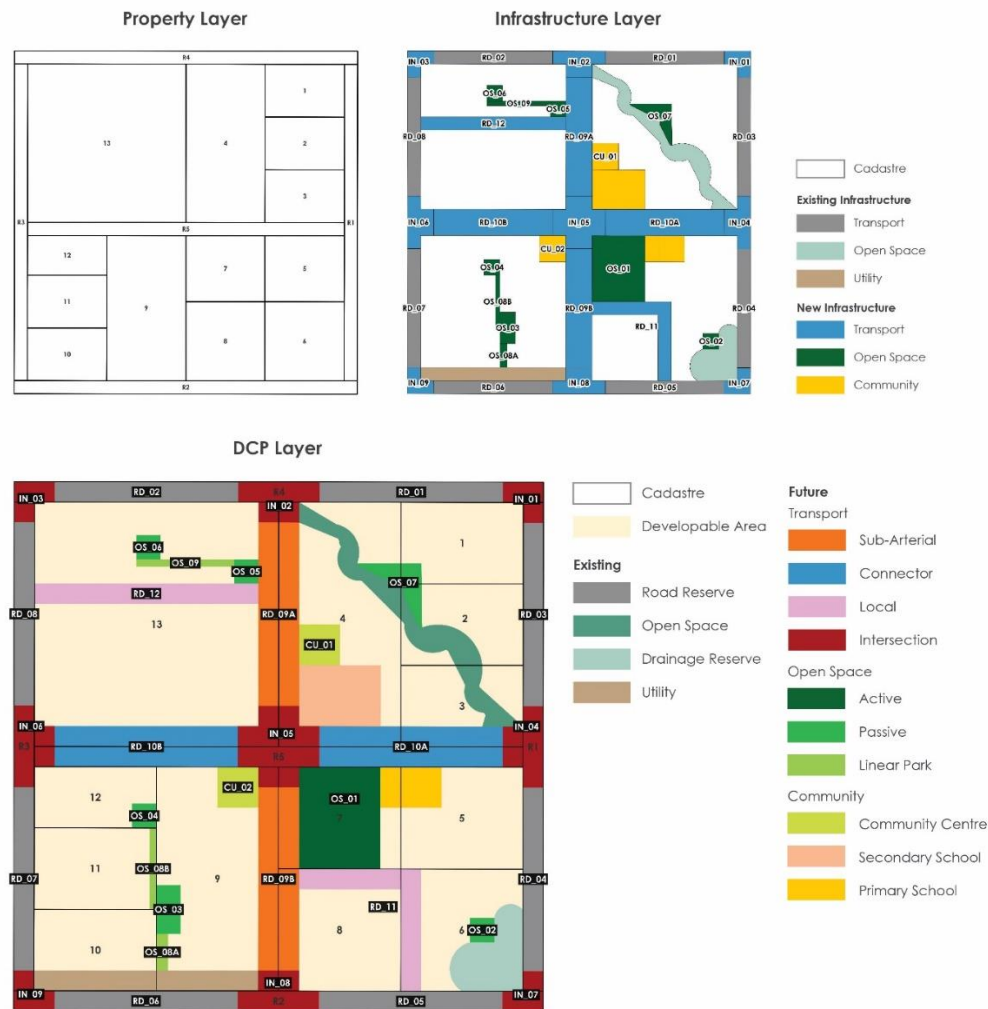 Property Layer
R4
1
13
4
2
3
R3
R1
R5
12
7
5
11
9
10
8
6
R2
Infrastructure Layer
IN_03
RD_02
IN_02
RD_01
IN_01
OS_06
OS_09
OS_05
OS_07
RD_12
RD_08
RD_09A
RD_03
CU_01
IN_06
RD_10B
IN_05
RD_10A
IN_04
CU_02
OS_04
OS_01
OS_08B
RD_07
RD_09B
RD_04
RD_11
OS_03
OS_02
OS_08A
IN_09
RD_06
IN_08
RD_05
IN_07
Cadastre
Existing Infrastructure
Transport
Open Space
Utility
New Infrastructure
Transport
Open Space
Community
DCP Layer
IN_03
RD_02
R4
RD_01
IN_01
IN_02
OS_06
1
OS_09
OS_05
OS_07
RD_12
RD_08
RD_09A
RD_03
4
2
13
CU_01
3
IN_06
IN_05
IN_04
R3
RD_10B
R5
RD_10A
R1
12
CU_02
OS_01
OS_04
7
5
11
OS_08B
RD_07
9
RD_09B
RD_04
OS_03
RD_11
8
6
OS_02
10
OS_08A
IN_08
IN_09
RD_06
R2
RD_05
IN_07
Cadastre
Developable Area
Existing
Road Reserve
Open Space
Drainage Reserve
Utility
Future
Transport
Sub-Arterial
Connector
Local
Intersection
Open Space
Active
Passive
Linear Park
Community
Community Centre
Secondary School
Primary School